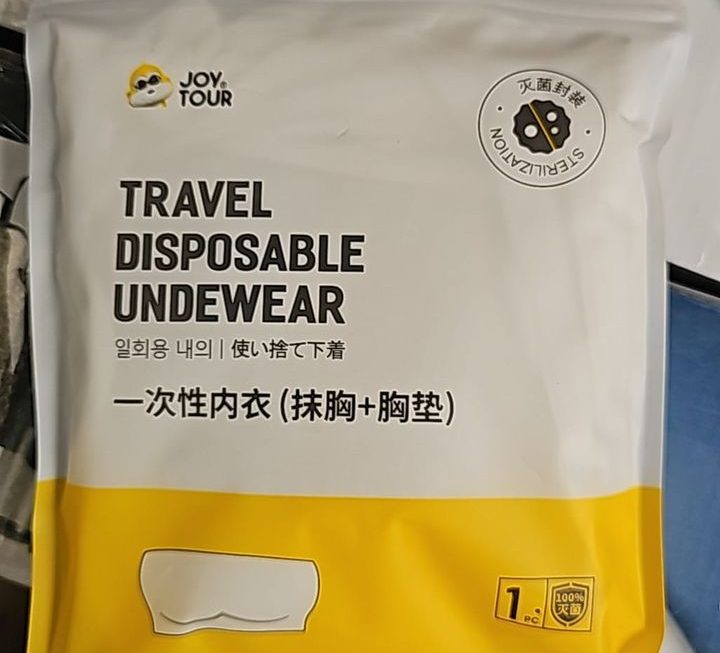 JOY®
TOUR
灭菌封装
STERILIZATION
TRAVEL
DISPOSABLE
UNDEWEAR
일회용 내의 | 使い捨て下着
一次性内衣 (抹胸+胸垫)
1 PC
100%
灭菌